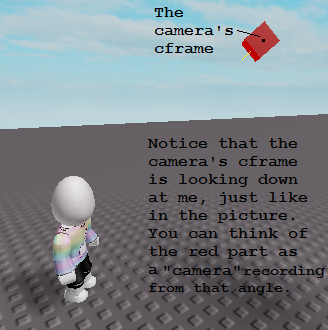 The
camera's
cframe
Notice that the
camera's cframe
is looking down
at me, just like
in the picture.
You can think of
the red part as
a "camera" recording
from that angle.